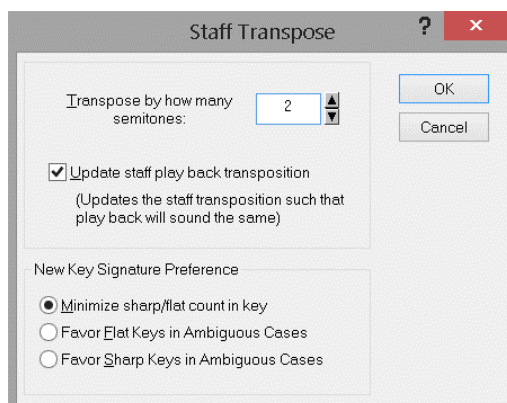 Staff Transpose ? x
Transpose by how many
semitones:
2
OK
Cancel
Update staff play back transposition
(Updates the staff transposition such that
play back will sound the same)
New Key Signature Preference
Minimize sharp/flat count in key
Favor Flat Keys in Ambiguous Cases
Favor Sharp Keys in Ambiguous Cases